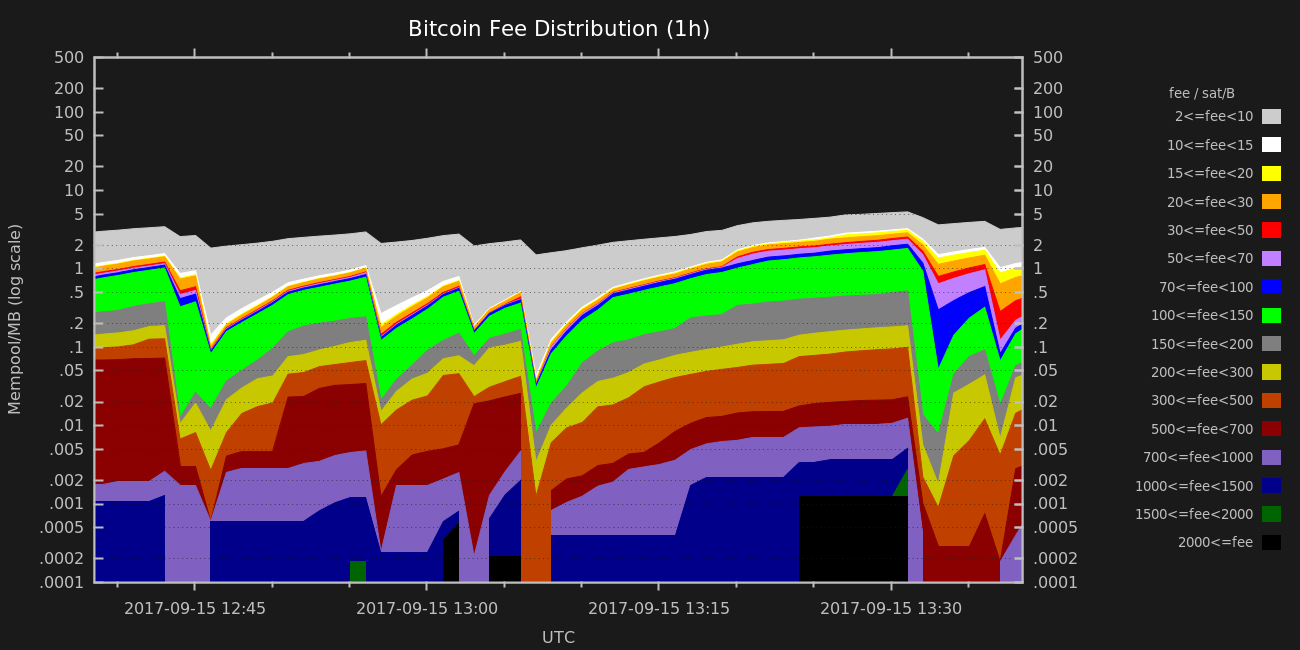 Bitcoin Fee Distribution (1h)
Mempool/MB (log scale)
500
200
100
50
20
10
5
2
1
.5
.2
.1
.05
.02
.01
.005
.002
.001
.0005
.0002
.0001
500
200
100
50
20
10
5
2
1
.5
.2
.1
.05
.02
.01
.005
.002
.001
.0005
.0002
.0001
2017-09-15 12:45
2017-09-15 13:00
2017-09-15 13:15
2017-09-15 13:30
UTC
fee / sat/B
2<=fee<10
10<=fee<15
15<=fee<20
20<=fee<30
30<=fee<50
50<=fee<70
70<=fee<100
100<=fee<150
150<=fee<200
200<=fee<300
300<=fee<500
500<=fee<700
700<=fee<1000
1000<=fee<1500
1500<=fee<2000
2000<=fee